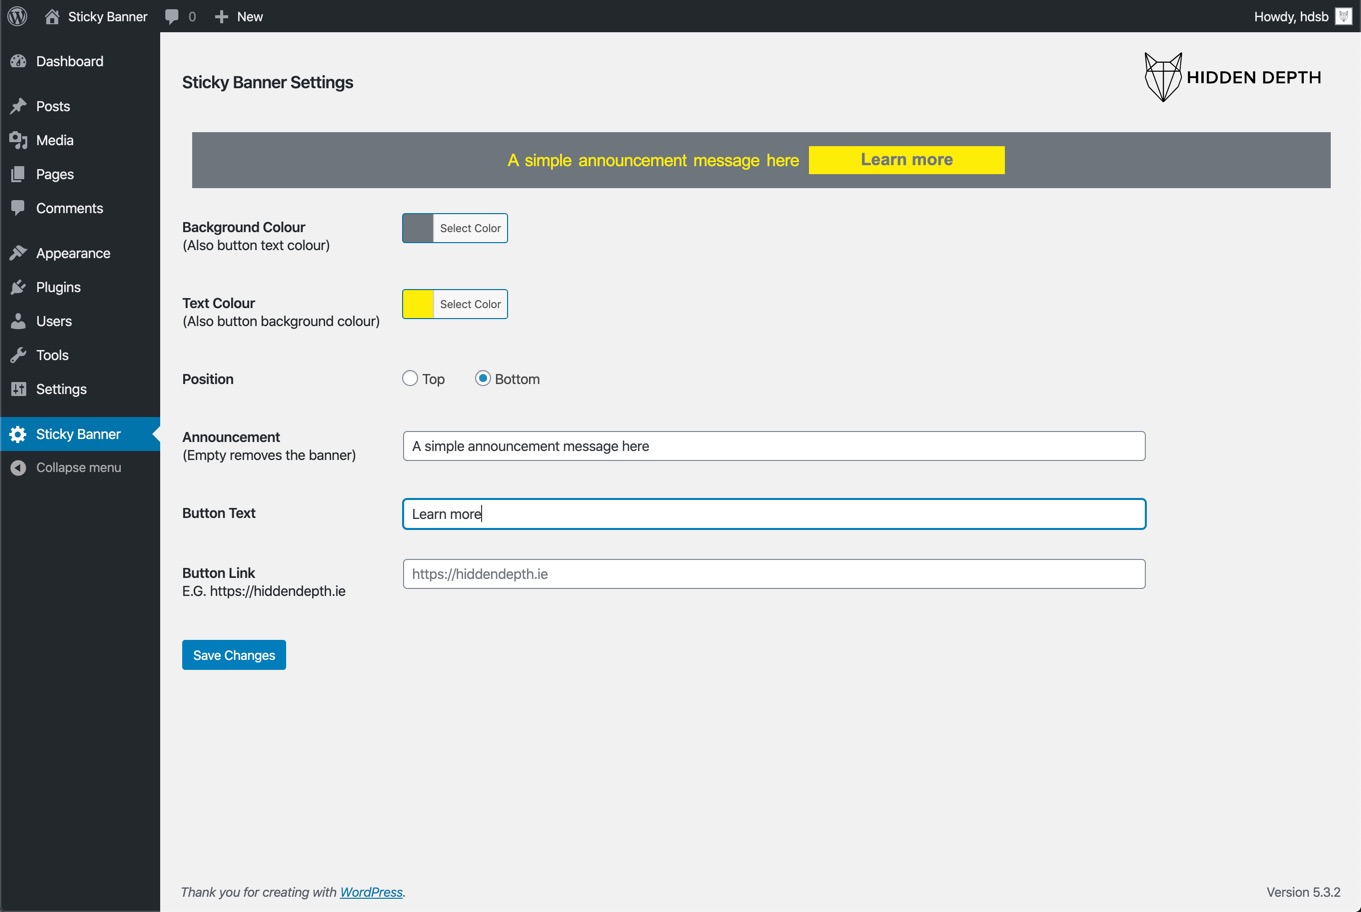 Sticky Banner 0 New Howdy, hdsb
Dashboard
Posts
Media
Pages
Comments
Appearance
Plugins
Users
Tools
Settings
Sticky Banner
Collapse menu
Sticky Banner Settings
HIDDEN DEPTH
A simple announcement message here Learn more
Background Colour
(Also button text colour)
Select Color
Text Colour
(Also button background colour)
Select Color
Position
Top Bottom
Announcement
(Empty removes the banner)
A simple announcement message here
Button Text
Learn more
Button Link
E.G. https://hiddendepth.ie
https://hiddendepth.ie
Save Changes
Thank you for creating with WordPress.
Version 5.3.2